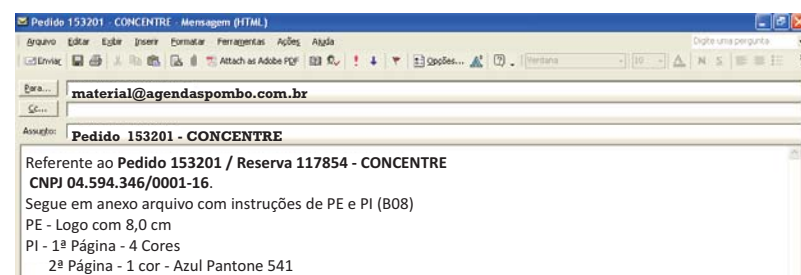 Pedido 153201 - CONCENTRE - Mensagem (HTML)
Arquivo Editar Exibir Inserir Formatar Ferramentas Ações Ajuda
Digite uma pergunta
Enviar
Attach as Adobe PDF
Opções...
Verdana
10
A N S
Para...
material@agendaspombo.com.br
Cc...
Assunto:
Pedido 153201 - CONCENTRE
Referente ao Pedido 153201 / Reserva 117854 - CONCENTRE
CNPJ 04.594.346/0001-16.
Segue em anexo arquivo com instruções de PE e PI (B08)
PE - Logo com 8,0 cm
PI - 1ª Página - 4 Cores
2ª Página - 1 cor - Azul Pantone 541